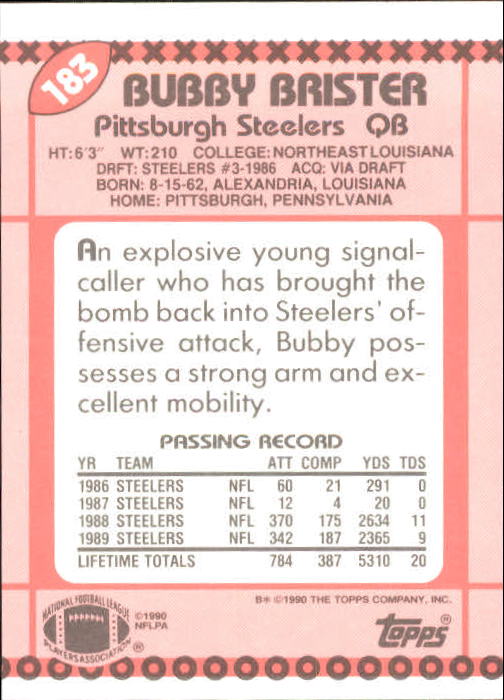 183
BUBBY BRISTER
Pittsburgh Steelers QB
HT:6'3" WT:210 COLLEGE:NORTHEAST LOUISIANA
DRFT: STEELERS #3-1986 ACQ: VIA DRAFT
BORN: 8-15-62, ALEXANDRIA, LOUISIANA
HOME: PITTSBURGH, PENNSYLVANIA
An explosive young signal-
caller who has brought the
bomb back into Steelers' of-
fensive attack, Bubby pos-
sesses a strong arm and ex-
cellent mobility.
PASSING RECORD
YR TEAM ATT COMP YDS TDS
1986 STEELERS NFL 60 21 291 0
1987 STEELERS NFL 12 4 20 0
1988 STEELERS NFL 370 175 2634 11
1989 STEELERS NFL 342 187 2365 9
LIFETIME TOTALS 784 387 5310 20
B* ©1990 THE TOPPS COMPANY, INC.
NATIONAL FOOTBALL LEAGUE
PLAYERS ASSOCIATION ®
©1990
NFLPA
Topps®